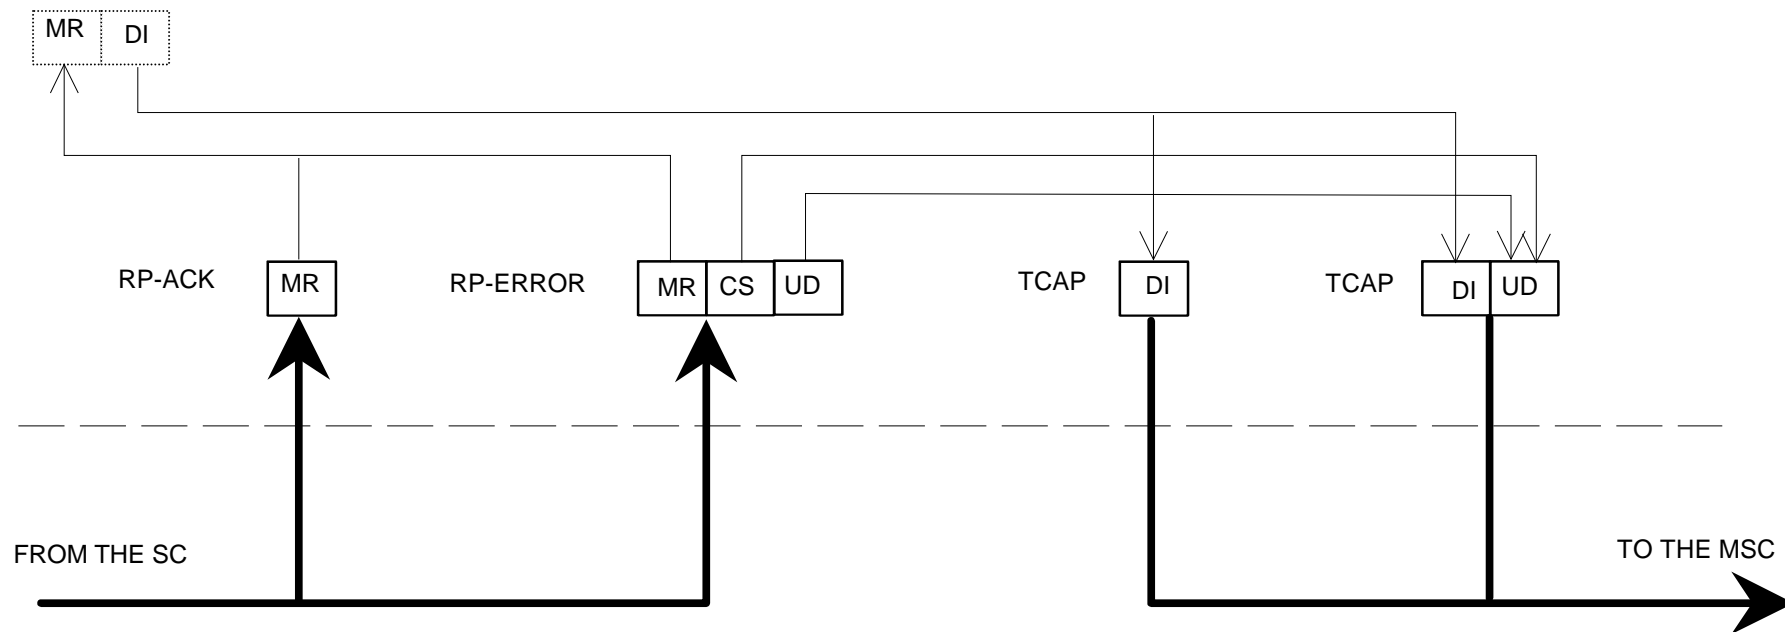 MR DI
RP-ACK MR RP-ERROR MR CS UD TCAP DI TCAP DI UD
FROM THE SC TO THE MSC